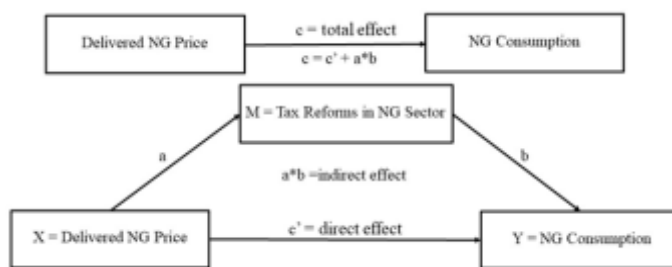 Delivered NG Price
c = total effect
c = c' + a*b
NG Consumption
M = Tax Reforms in NG Sector
a
b
a*b =indirect effect
X = Delivered NG Price
c' = direct effect
Y = NG Consumption